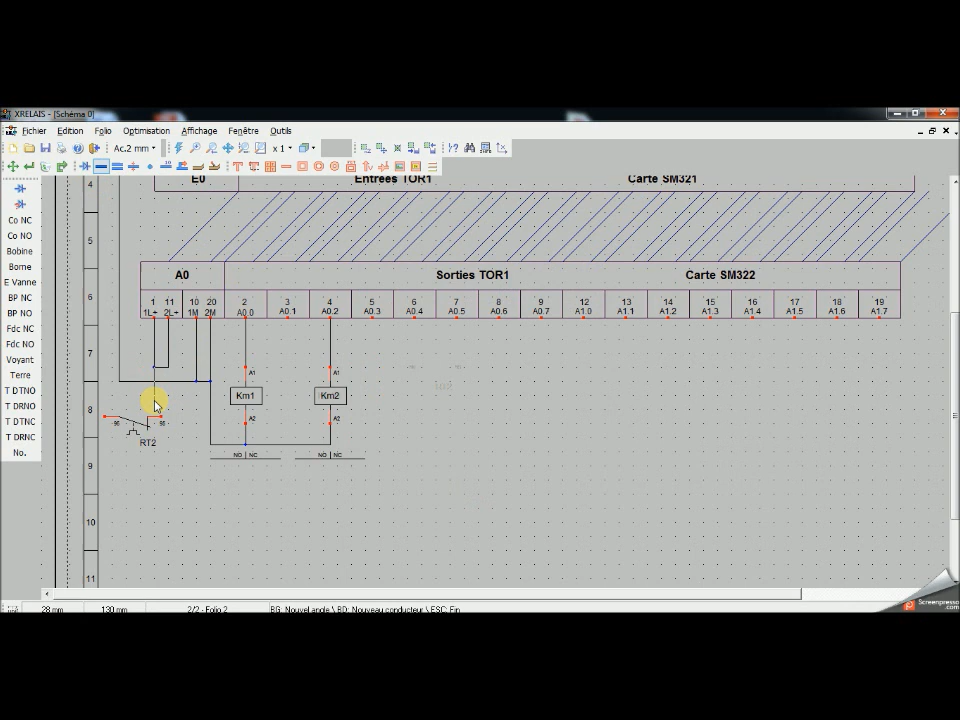 XRELAIS - [Schéma 0]
Fichier Edition Folio Optimisation Affichage Fenêtre Outils
Ac.2 mm x 1
Co NC
Co NO
Bobine
Borne
E Vanne
BP NC
BP NO
Fdc NC
Fdc NO
Voyant
Terre
T DTNO
T DRNO
T DTNC
T DRNC
No.
4
5
6
7
8
9
10
11
E0 Entrées TOR1 Carte SM321
A0 Sorties TOR1 Carte SM322
1 11 10 20 2 3 4 5 6 7 8 9 12 13 14 15 16 17 18 19
1L+ 2L+ 1M 2M A0.0 A0.1 A0.2 A0.3 A0.4 A0.5 A0.6 A0.7 A1.0 A1.1 A1.2 A1.3 A1.4 A1.5 A1.6 A1.7
A1 A1
Km1 Km2
A2 A2
RT2
NO | NC NO | NC
28 mm 130 mm 2/2 - Folio 2 BG: Nouvel angle \ BD: Nouveau conducteur \ ESC: Fin
Screenpresso
.com